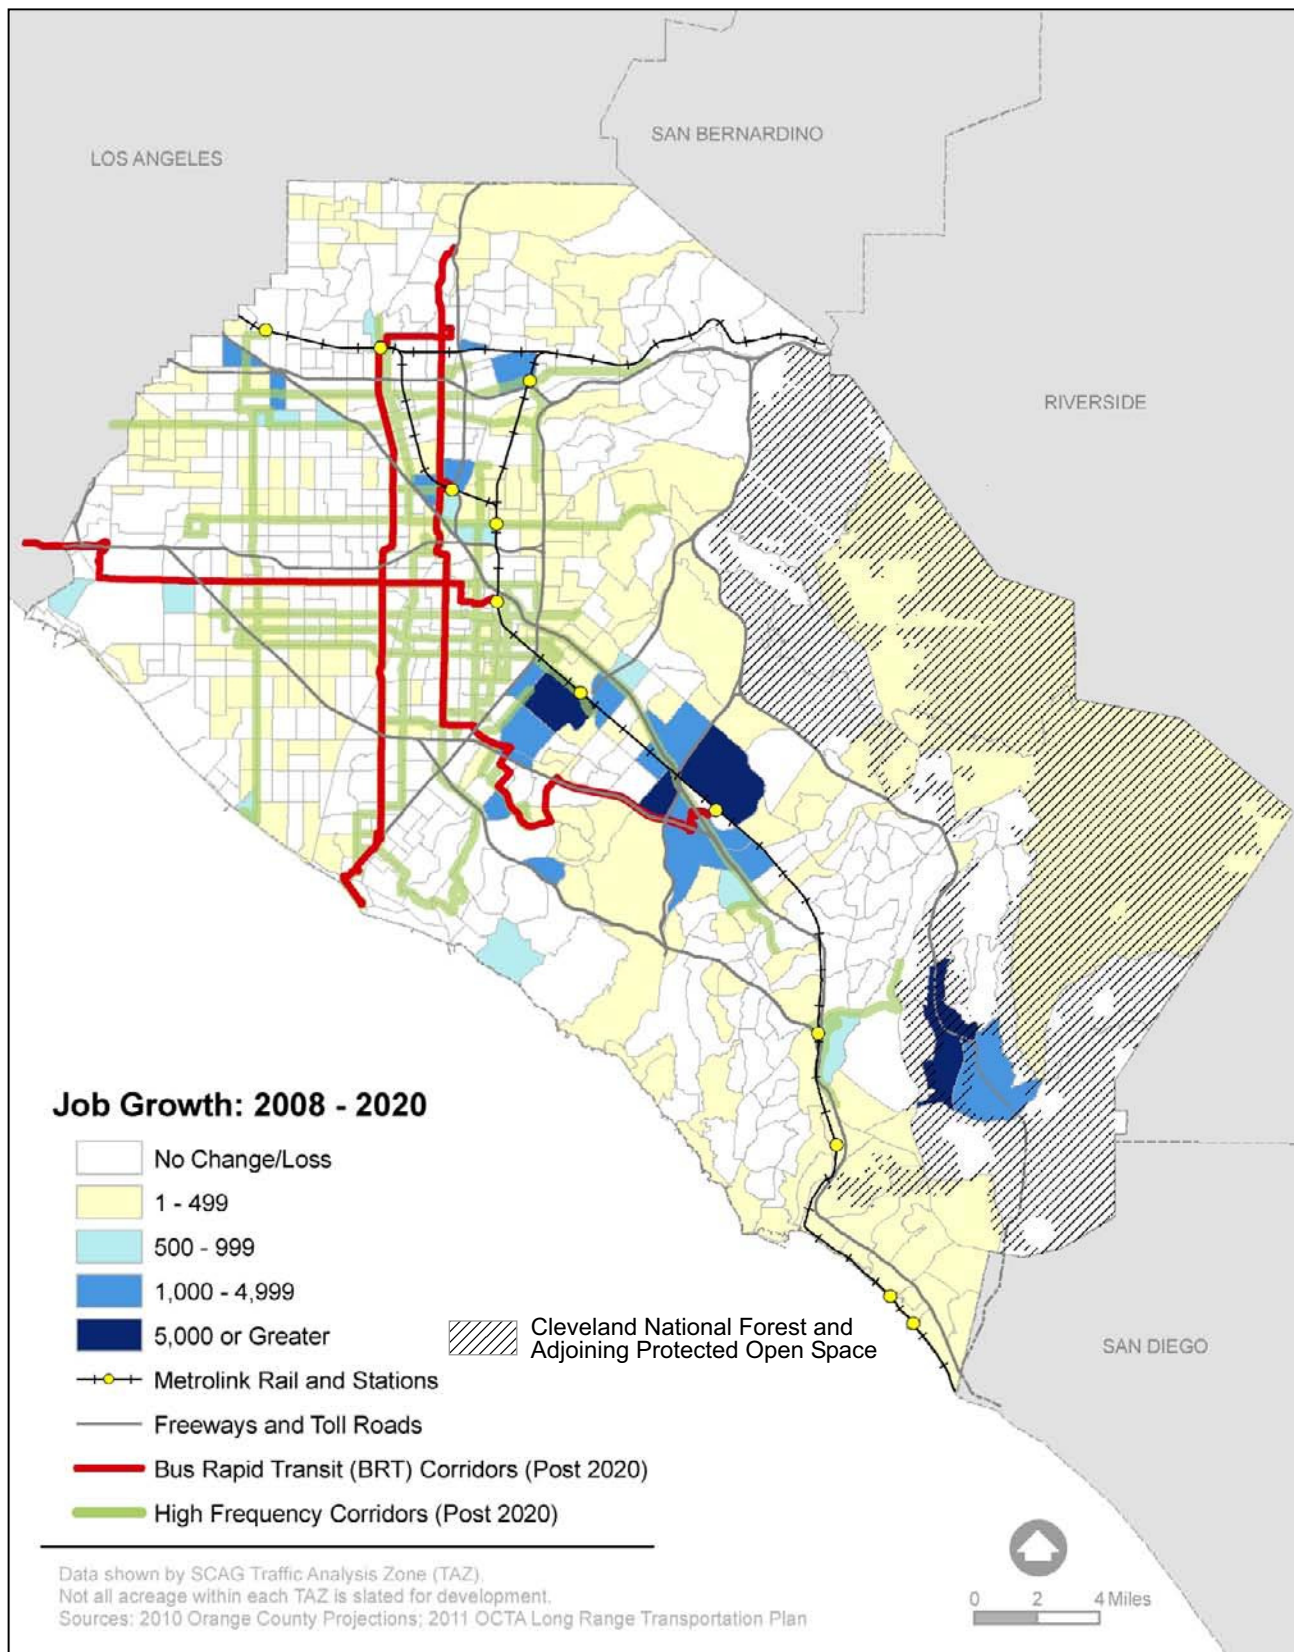 SAN BERNARDINO
LOS ANGELES
RIVERSIDE
Job Growth: 2008 - 2020
No Change/Loss
1 - 499
500 - 999
1,000 - 4,999
5,000 or Greater
Cleveland National Forest and
Adjoining Protected Open Space
SAN DIEGO
Metrolink Rail and Stations
Freeways and Toll Roads
Bus Rapid Transit (BRT) Corridors (Post 2020)
High Frequency Corridors (Post 2020)
Data shown by SCAG Traffic Analysis Zone (TAZ).
Not all acreage within each TAZ is slated for development.
Sources: 2010 Orange County Projections; 2011 OCTA Long Range Transportation Plan
0 2 4 Miles